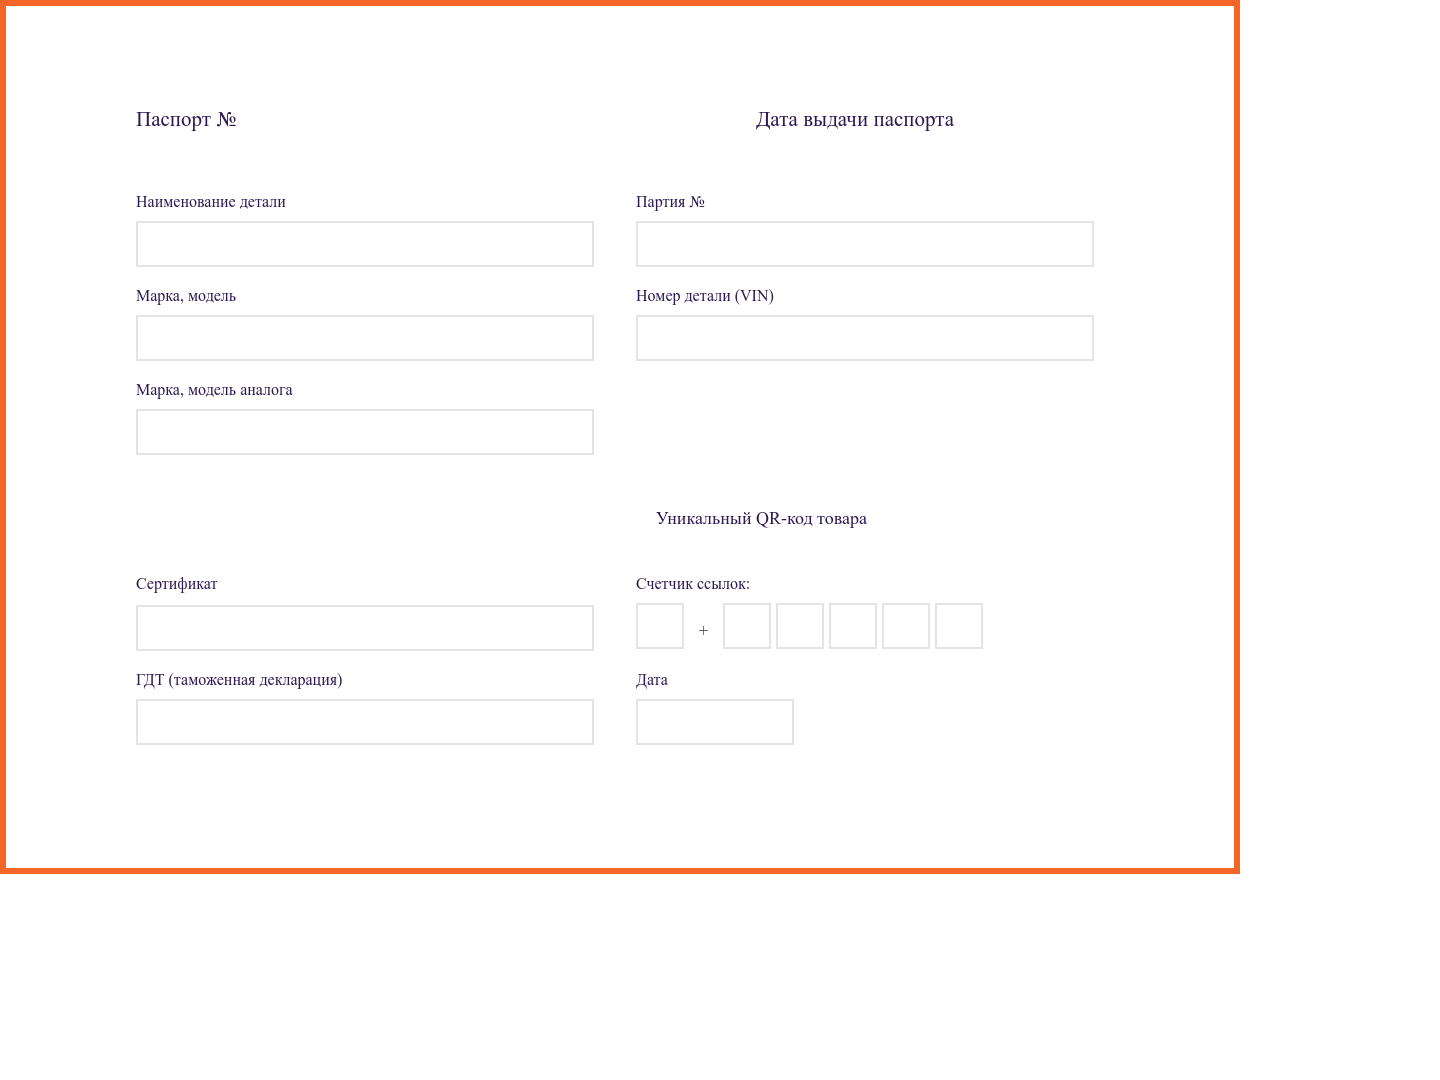 Паспорт №
Дата выдачи паспорта
Наименование детали
Партия №
Марка, модель
Номер детали (VIN)
Марка, модель аналога
Уникальный QR-код товара
Сертификат
Счетчик ссылок:
+
ГДТ (таможенная декларация)
Дата